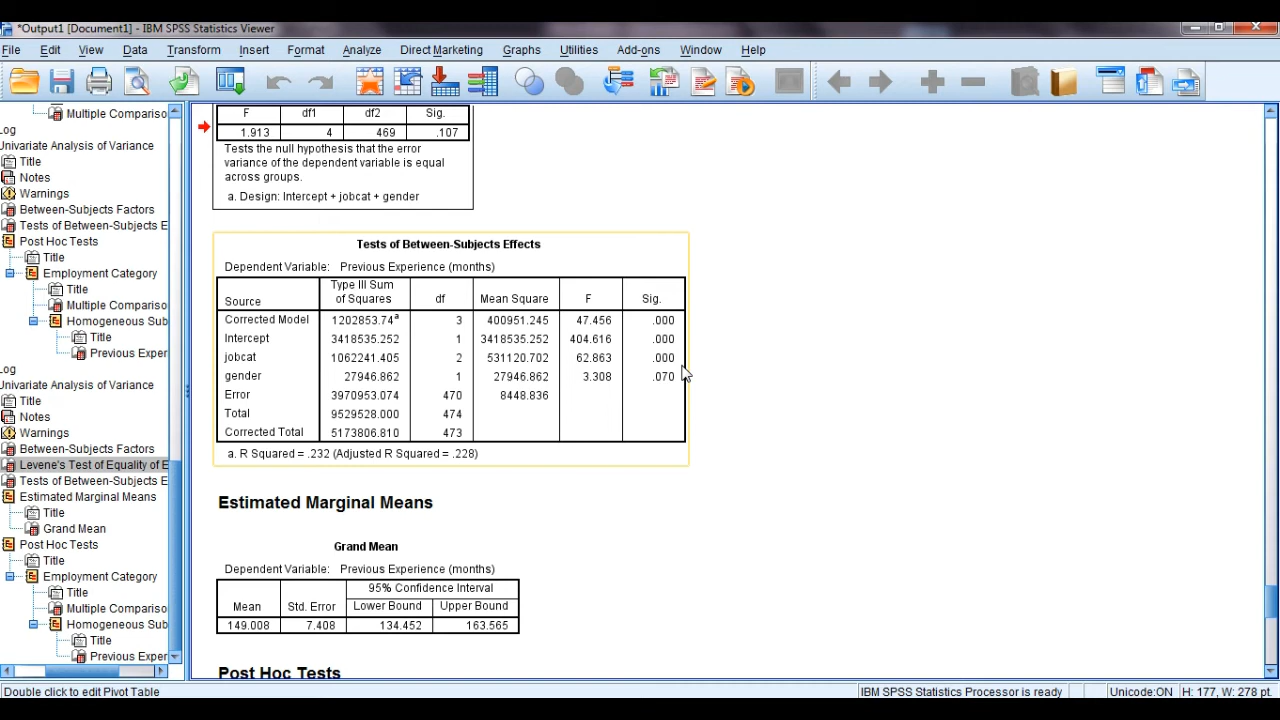 *Output1 [Document1] - IBM SPSS Statistics Viewer
File Edit View Data Transform Insert Format Analyze Direct Marketing Graphs Utilities Add-ons Window Help
Multiple Compariso
Log
Univariate Analysis of Variance
Title
Notes
Warnings
Between-Subjects Factors
Tests of Between-Subjects E
Post Hoc Tests
Title
Employment Category
Title
Multiple Compariso
Homogeneous Sub
Title
Previous Exper
Log
Univariate Analysis of Variance
Title
Notes
Warnings
Between-Subjects Factors
Levene's Test of Equality of E
Tests of Between-Subjects E
Estimated Marginal Means
Title
Grand Mean
Post Hoc Tests
Title
Employment Category
Title
Multiple Compariso
Homogeneous Sub
Title
Previous Exper
F df1 df2 Sig.
1.913 4 469 .107
Tests the null hypothesis that the error
variance of the dependent variable is equal
across groups.
a. Design: Intercept + jobcat + gender
Tests of Between-Subjects Effects
Dependent Variable: Previous Experience (months)
Source Type III Sum of Squares df Mean Square F Sig.
Corrected Model 1202853.74a 3 400951.245 47.456 .000
Intercept 3418535.252 1 3418535.252 404.616 .000
jobcat 1062241.405 2 531120.702 62.863 .000
gender 27946.862 1 27946.862 3.308 .070
Error 3970953.074 470 8448.836
Total 9529528.000 474
Corrected Total 5173806.810 473
a. R Squared = .232 (Adjusted R Squared = .228)
Estimated Marginal Means
Grand Mean
Dependent Variable: Previous Experience (months)
95% Confidence Interval
Mean Std. Error Lower Bound Upper Bound
149.008 7.408 134.452 163.565
Post Hoc Tests
Double click to edit Pivot Table IBM SPSS Statistics Processor is ready Unicode:ON H: 177, W: 278 pt.